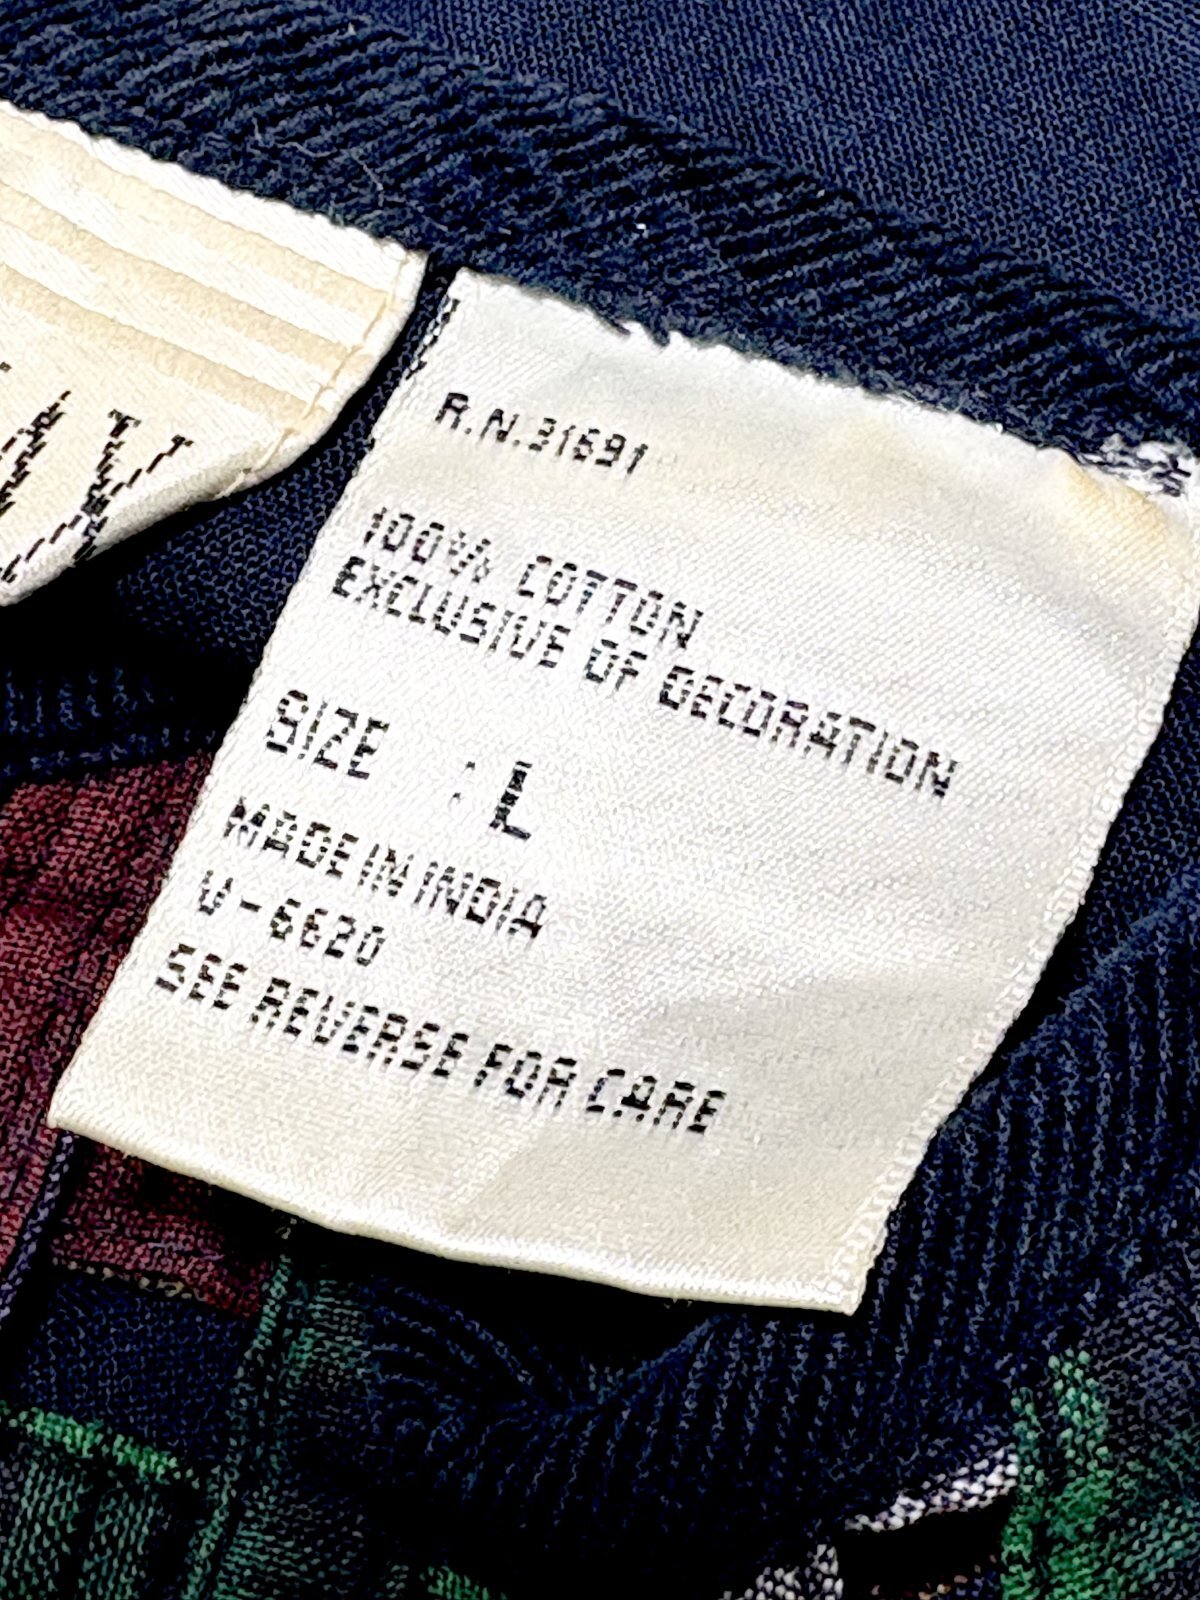 R.N.31691
100% COTTON
EXCLUSIVE OF DECORATION
SIZE : L
MADE IN INDIA
U-6620
SEE REVERSE FOR CARE